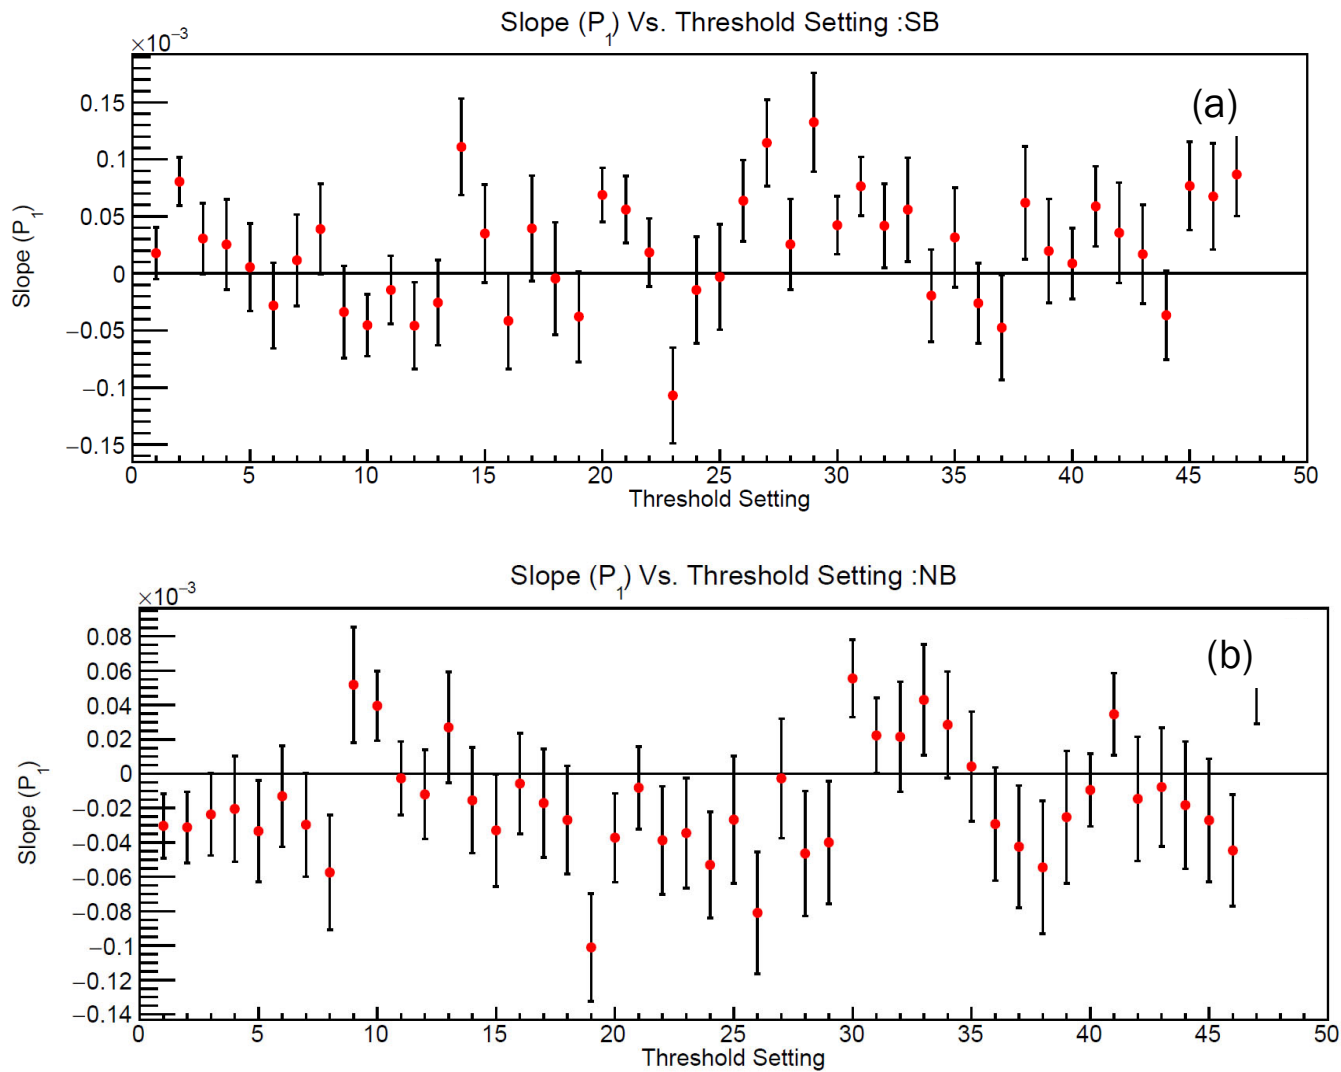 Slope (P₁) Vs. Threshold Setting :SB
×10⁻³
(a)
0.15
0.1
0.05
0
−0.05
−0.1
−0.15
Slope (P₁)
0 5 10 15 20 25 30 35 40 45 50
Threshold Setting
Slope (P₁) Vs. Threshold Setting :NB
×10⁻³
(b)
0.08
0.06
0.04
0.02
0
−0.02
−0.04
−0.06
−0.08
−0.1
−0.12
−0.14
Slope (P₁)
0 5 10 15 20 25 30 35 40 45 50
Threshold Setting